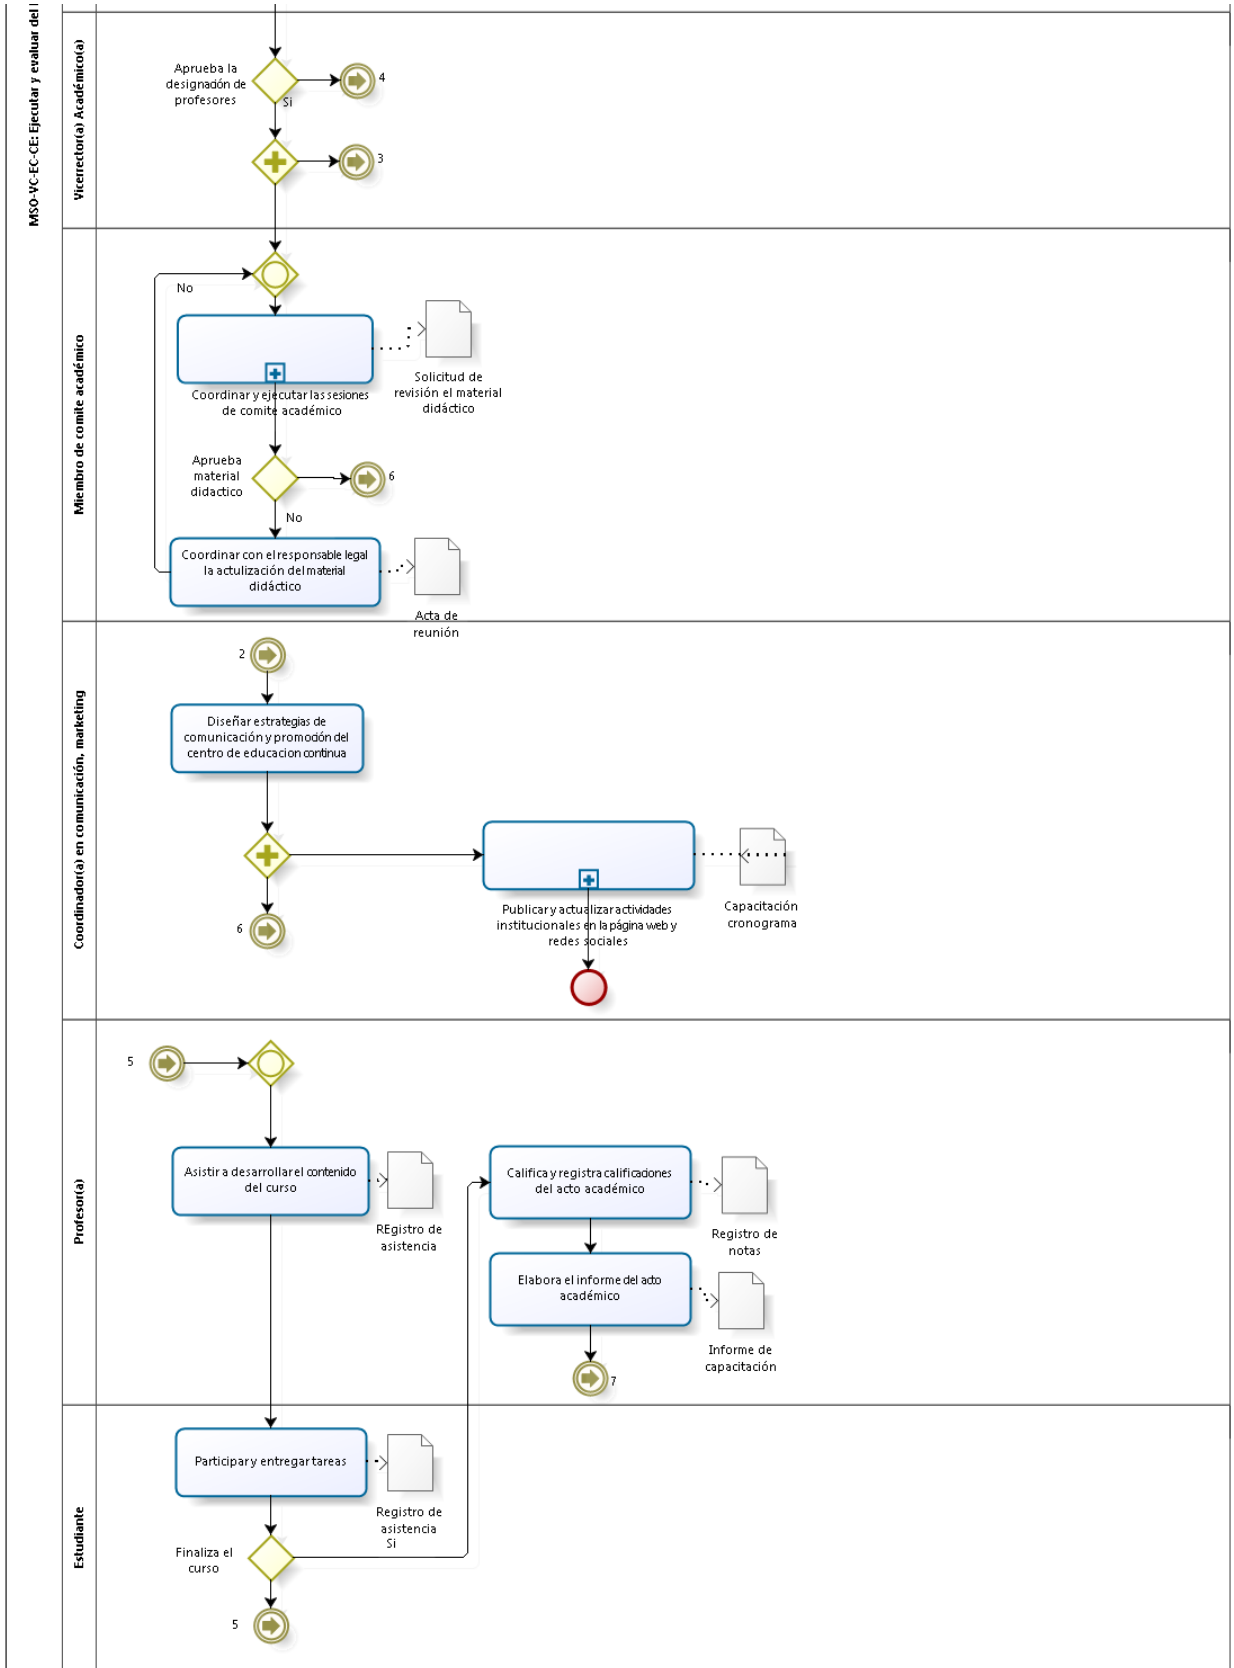 MSO-VC-EC-CE: Ejecutar y evaluar del
Vicerrector(a) Académico(a)
Aprueba la
designación de
profesores
4
Si
3
Miembro de comite académico
No
Solicitud de
revisión el material
didáctico
Coordinar y ejecutar las sesiones
de comite académico
Aprueba
material
didactico
6
No
Coordinar con el responsable legal
la actulización del material
didáctico
Acta de
reunión
Coordinador(a) en comunicación, marketing
2
Diseñar estrategias de
comunicación y promoción del
centro de educacion continua
6
Publicar y actualizar actividades
institucionales en la página web y
redes sociales
Capacitación
cronograma
Profesor(a)
5
Asistir a desarrollar el contenido
del curso
REgistro de
asistencia
Califica y registra calificaciones
del acto académico
Registro de
notas
Elabora el informe del acto
académico
Informe de
capacitación
7
Estudiante
Participar y entregar tareas
Registro de
asistencia
Si
Finaliza el
curso
5